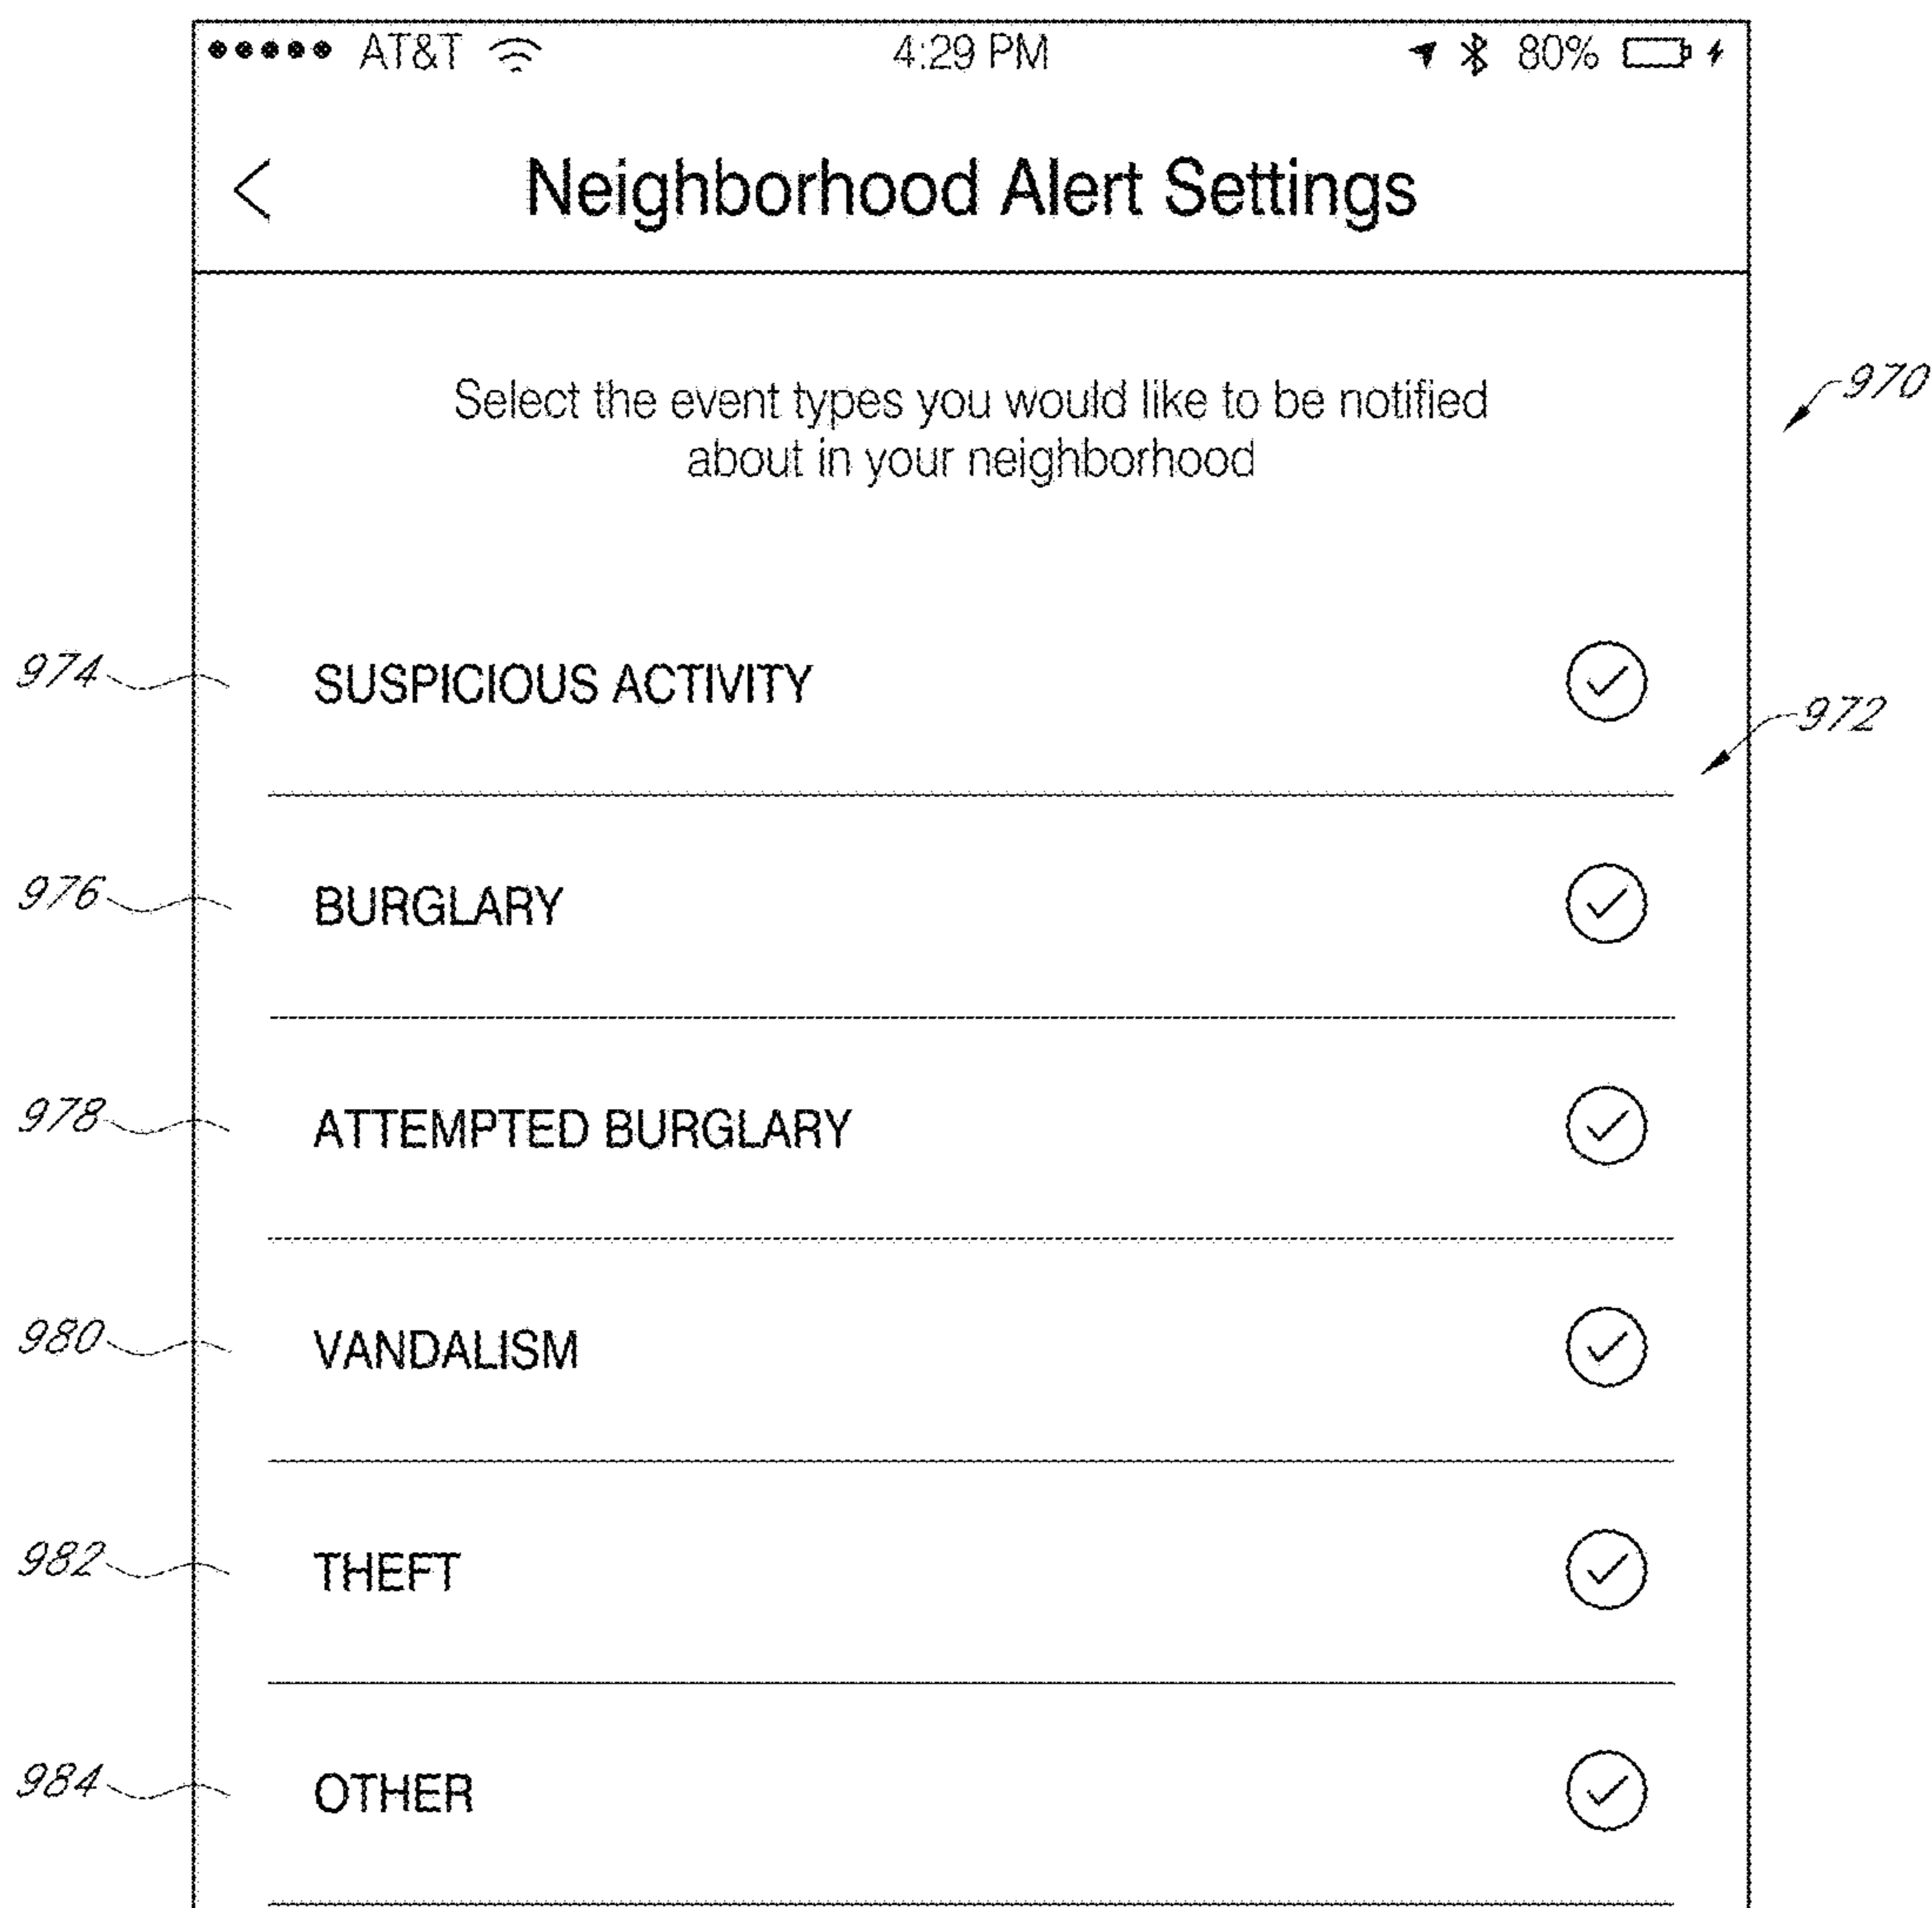 AT&T 4:29 PM 80%
Neighborhood Alert Settings
Select the event types you would like to be notified
about in your neighborhood
970
974 SUSPICIOUS ACTIVITY
972
976 BURGLARY
978 ATTEMPTED BURGLARY
980 VANDALISM
982 THEFT
984 OTHER